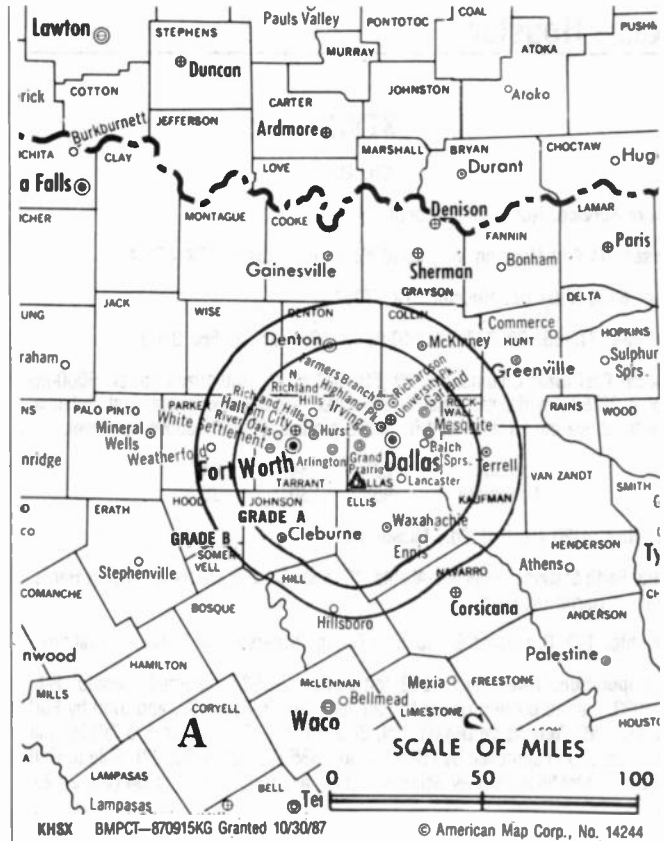 Lawton
Pauls Valley
PONTOTOC
COAL
STEPHENS
MURRAY
ATOKA
Duncan
COTTON
CARTER
JOHNSTON
Atoko
Burkburnett
JEFFERSON
Ardmore
CLAY
LOVE
MARSHALL
BRYAN
CHOCTAW
Durant
Hug
a Falls
MONTAGUE
COOKE
Denison
LAMAR
FANNIN
Paris
Gainesville
Sherman
Bonham
GRAYSON
DELTA
JACK
WISE
DENTON
COLLIN
Commerce
HOPKINS
Denton
McKinney
HUNT
Sulphur
Sprs.
raham
Farmers Branch
Richardson
Greenville
N.
Richland
Hills
Highland Pk.
University Pk.
Garland
RAINS
WOOD
PALO PINTO
PARKER
Richland Hills
Irving
ROCK-
WALL
Haltom City
River Oaks
White Settlement
Mesquite
Mineral
Wells
Hurst
Weatherford
Balch
Sprs.
Terrell
nridge
Fort Worth
Arlington
Grand
Prairie
Dallas
Lancaster
VAN ZANDT
TARRANT
DALLAS
SMITH
HOOD
JOHNSON
ELLIS
KAUFMAN
ERATH
GRADE A
Waxahachie
GRADE B
Cleburne
Ennis
HENDERSON
SOMER
VELL
Athens
Ty
Stephenville
HILL
NAVARRO
COMANCHE
BOSQUE
Corsicana
Hillsboro
ANDERSON
nwood
HAMILTON
Palestine
McLENNAN
Mexia
FREESTONE
MILLS
CORYELL
Bellmead
LIMESTONE
Waco
A
S
SCALE OF MILES
LAMPASAS
BELL
0 50 100
Lampasas
KHSX BMPCT—870915KG Granted 10/30/87
© American Map Corp., No. 14244